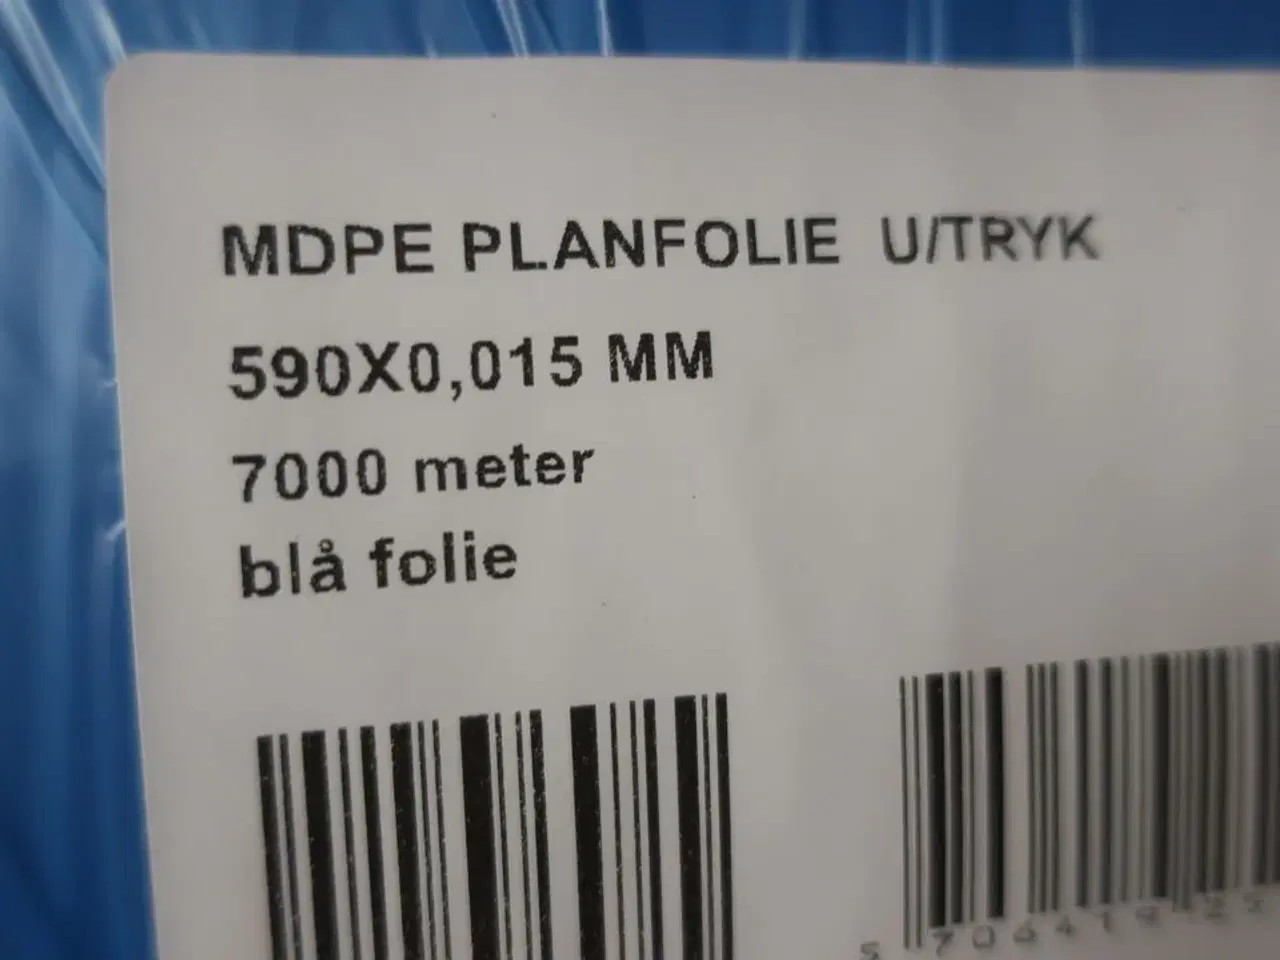 MDPE PLANFOLIE U/TRYK
590X0,015 MM
7000 meter
blå folie